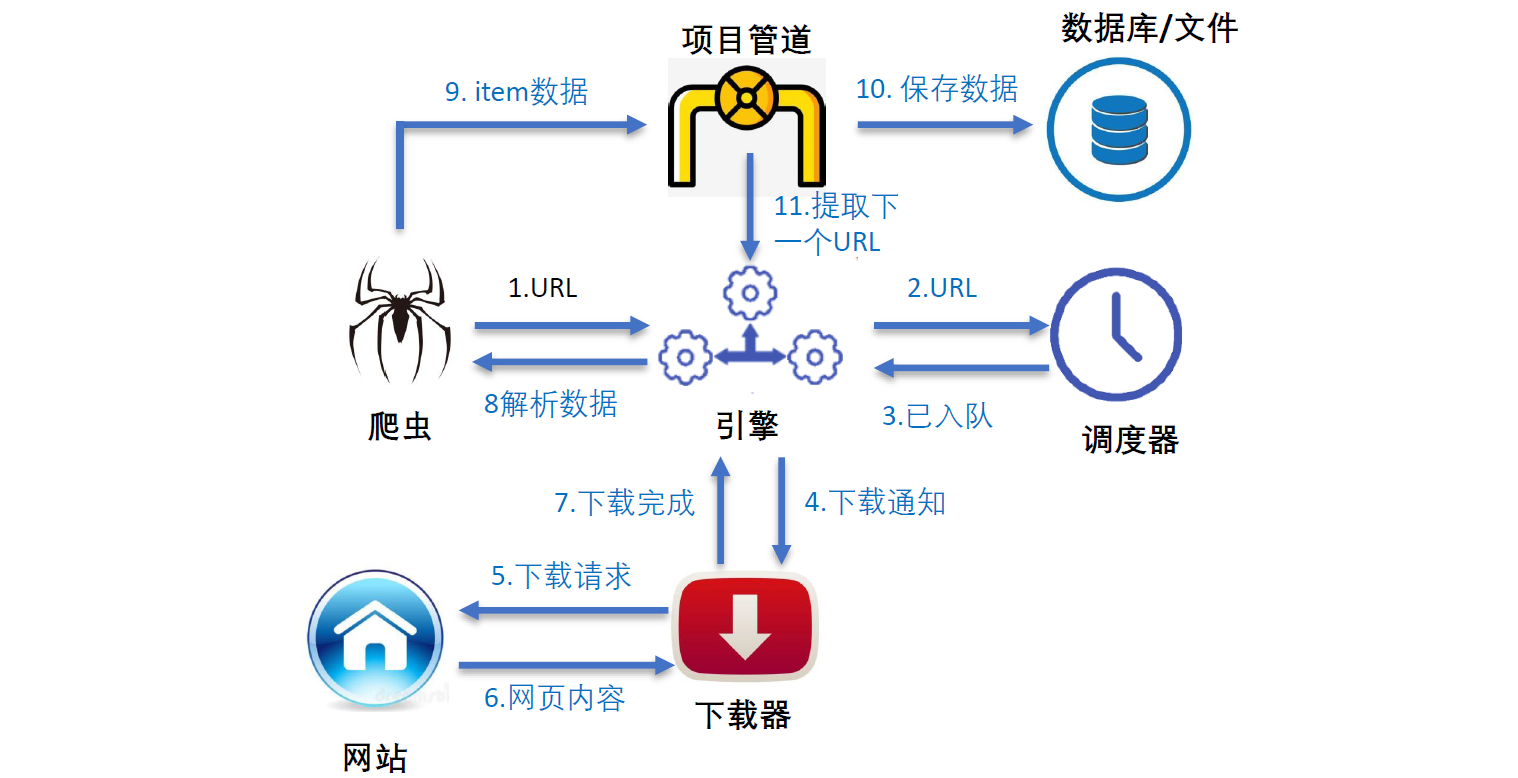 项目管道
数据库/文件
9. item数据
10. 保存数据
11.提取下
一个URL
1.URL
2.URL
8解析数据
3.已入队
爬虫
引擎
调度器
7.下载完成
4.下载通知
5.下载请求
6.网页内容
下载器
网站